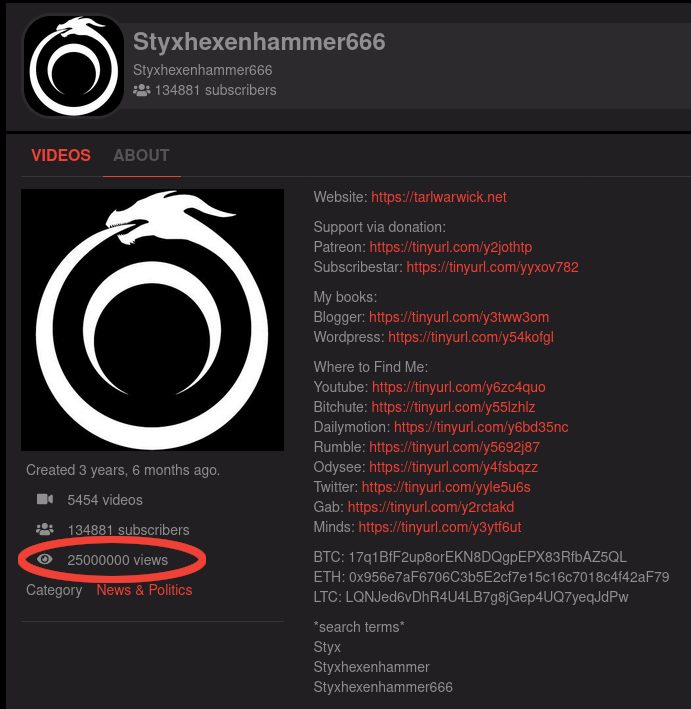 Styxhexenhammer666
Styxhexenhammer666
134881 subscribers
VIDEOS ABOUT
Created 3 years, 6 months ago.
5454 videos
134881 subscribers
25000000 views
Category News & Politics
Website: https://tarlwarwick.net
Support via donation:
Patreon: https://tinyurl.com/y2jothtp
Subscribestar: https://tinyurl.com/yyxov782
My books:
Blogger: https://tinyurl.com/y3tww3om
Wordpress: https://tinyurl.com/y54kofgl
Where to Find Me:
Youtube: https://tinyurl.com/y6zc4quo
Bitchute: https://tinyurl.com/y55lzhlz
Dailymotion: https://tinyurl.com/y6bd35nc
Rumble: https://tinyurl.com/y5692j87
Odysee: https://tinyurl.com/y4fsbqzz
Twitter: https://tinyurl.com/yyle5u6s
Gab: https://tinyurl.com/y2rctakd
Minds: https://tinyurl.com/y3ytf6ut
BTC: 17q1BfF2up8orEKN8DQgpEPX83RfbAZ5QL
ETH: 0x956e7aF6706C3b5E2cf7e15c16c7018c4f42aF79
LTC: LQNJed6vDhR4U4LB7g8jGep4UQ7yeqJdPw
*search terms*
Styx
Styxhexenhammer
Styxhexenhammer666